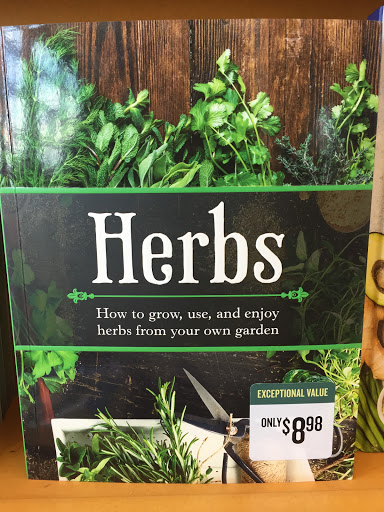 Herbs
How to grow, use, and enjoy
herbs from your own garden
EXCEPTIONAL VALUE
ONLY $8.98